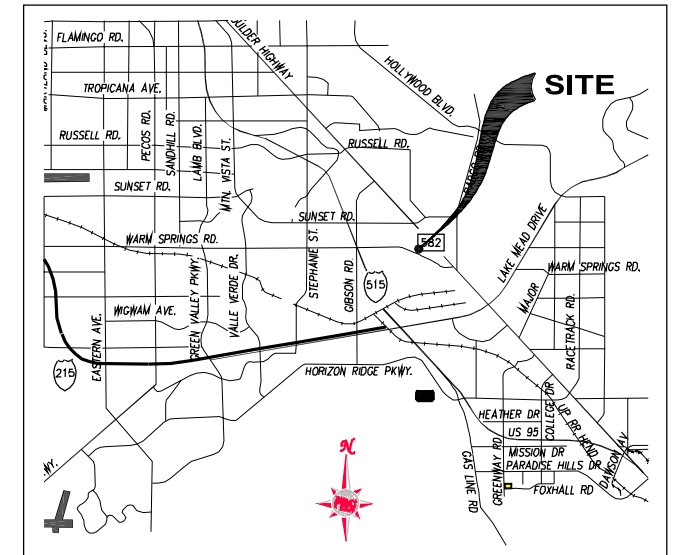 FLAMINGO RD.
BOULDER HIGHWAY
HOLLYWOOD BLVD.
SITE
TROPICANA AVE.
RUSSELL RD.
PECOS RD.
SANDHILL RD.
LAMB BLVD.
MTN. VISTA ST.
RUSSELL RD.
SUNSET RD.
SUNSET RD.
WARM SPRINGS RD.
582
LAKE MEAD DRIVE
WARM SPRINGS RD.
STEPHANIE ST.
GIBSON RD.
515
MAJOR
RACETRACK RD.
WIGWAM AVE.
GREEN VALLEY PKWY.
VALLE VERDE DR.
EASTERN AVE.
215
HORIZON RIDGE PKWY.
HEATHER DR
US 95
COLLEGE DR
UP RR HEND
DAWSON AV
MISSION DR
PARADISE HILLS DR
GREENWAY RD
GAS LINE RD
FOXHALL RD
WY.
N